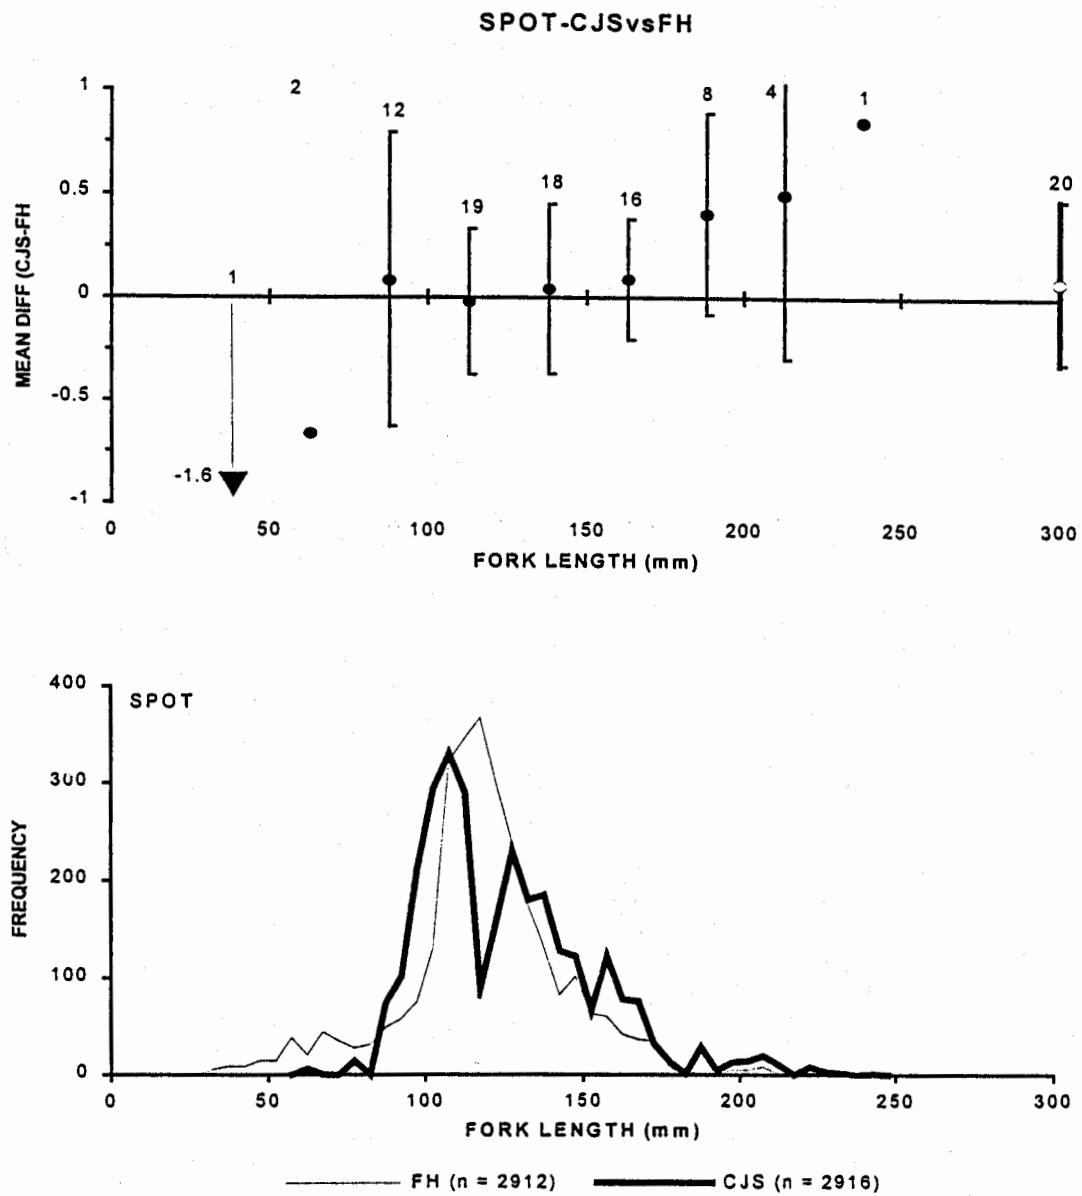 SPOT-CJSvsFH
1
2
12
8
4
1
0.5
19
18
16
20
MEAN DIFF (CJS-FH
1
0
-0.5
-1.6
-1
0 50 100 150 200 250 300
FORK LENGTH (mm)
400
SPOT
300
FREQUENCY
200
100
0
0 50 100 150 200 250 300
FORK LENGTH (mm)
FH (n = 2912) CJS (n = 2916)